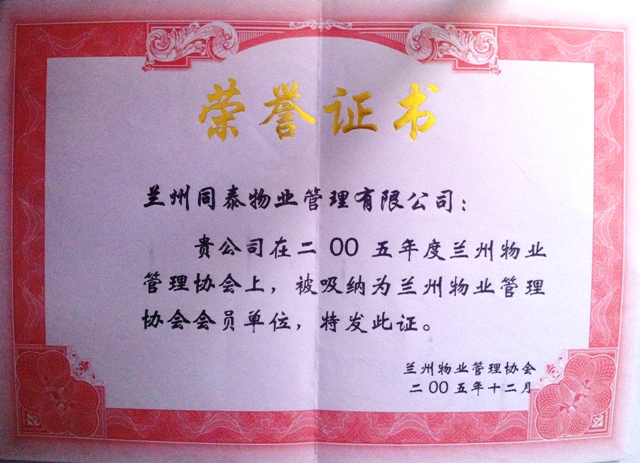 荣誉证书
兰州同泰物业管理有限公司：
贵公司在二00五年度兰州物业
管理协会上，被吸纳为兰州物业管理
协会会员单位，特发此证。
兰州物业管理协会
二00五年十二月